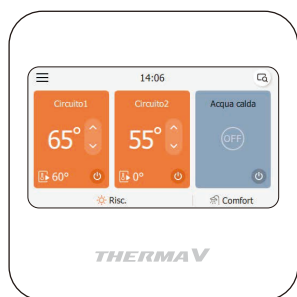 14:06
Circuito1 Circuito2 Acqua calda
65° 55° OFF
60° 0°
Risc. Comfort
THERMA V